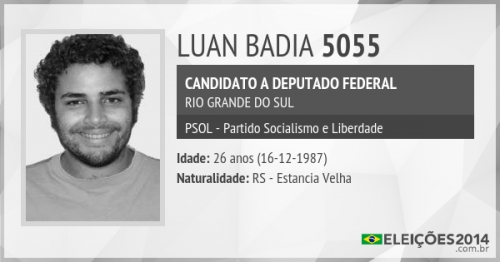 LUAN BADIA 5055
CANDIDATO A DEPUTADO FEDERAL
RIO GRANDE DO SUL
PSOL - Partido Socialismo e Liberdade
Idade: 26 anos (16-12-1987)
Naturalidade: RS - Estancia Velha
ELEIÇÕES2014
.com.br